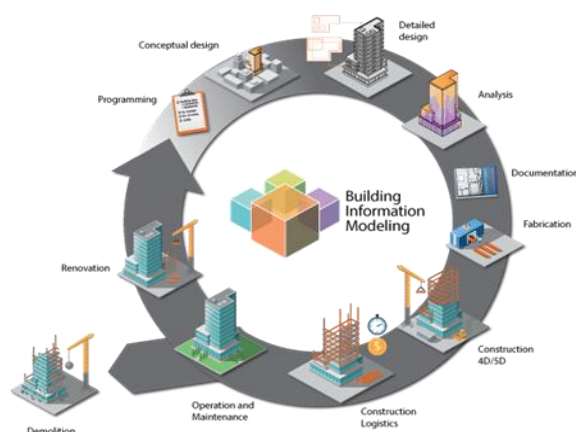 Detailed
design
Conceptual design
Programming
Analysis
Documentation
Building
Information
Modeling
Fabrication
Renovation
Construction
4D/5D
Operation and
Maintenance
Construction
Logistics
Demolition